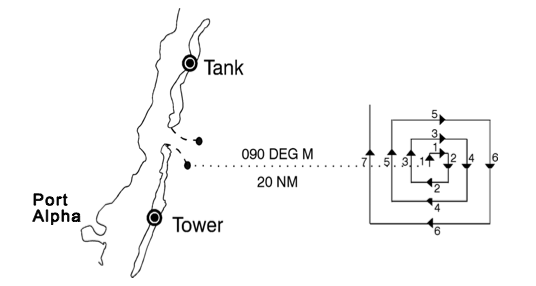 Tank
090 DEG M
20 NM
Port
Alpha
Tower
5
3
1
7 5 3 1 2 4 6
2
4
6